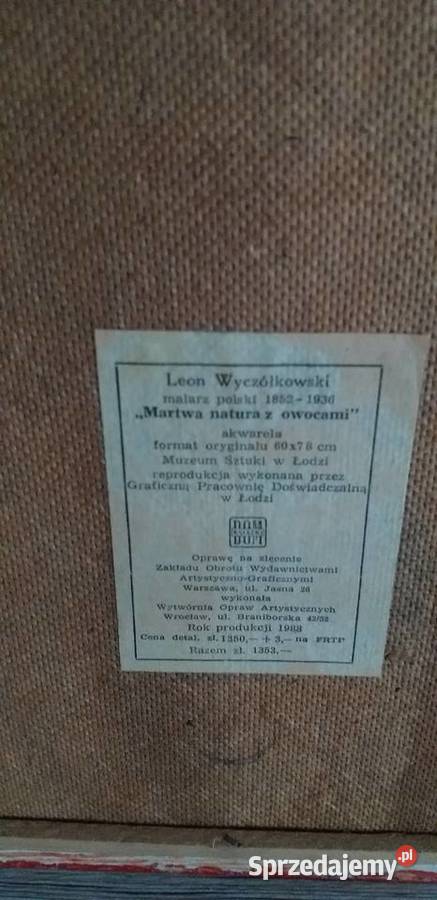 Leon Wyczółkowski
malarz polski 1852-1936
„Martwa natura z owocami"
akwarela
format oryginału 60x78 cm
Muzeum Sztuki w Łodzi
reprodukcja wykonana przez
Graficzną Pracownię Doświadczalną
w Łodzi
DOM
KSIĄŻKI
Oprawę na zlecenie
Zakładu Obrotu Wydawnictwami
Artystyczno-Graficznymi
Warszawa, ul. Jasna 26
wykonała
Wytwórnia Opraw Artystycznych
Wrocław, ul. Braniborska 42/52
Rok produkcji 1988
Cena detal. zł. 1350,- + 3,- na FRTP
Razem zł. 1353,—
Sprzedajemy.pl